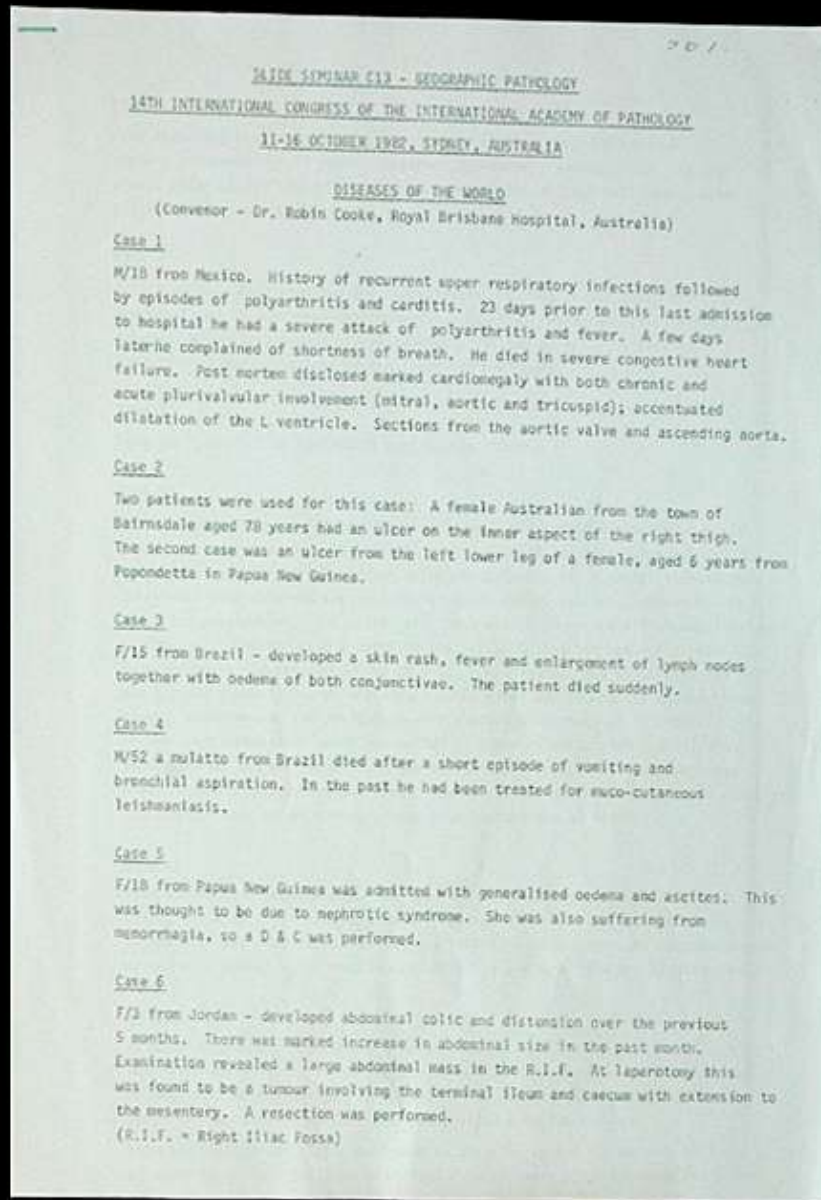 201.
SLIDE SEMINAR C13 - GEOGRAPHIC PATHOLOGY
14TH INTERNATIONAL CONGRESS OF THE INTERNATIONAL ACADEMY OF PATHOLOGY
11-16 OCTOBER 1982, SYDNEY, AUSTRALIA
DISEASES OF THE WORLD
(Convenor - Dr. Robin Cooke, Royal Brisbane Hospital, Australia)
Case 1
M/18 from Mexico. History of recurrent upper respiratory infections followed
by episodes of polyarthritis and carditis. 23 days prior to this last admission
to hospital he had a severe attack of polyarthritis and fever. A few days
laterhe complained of shortness of breath. He died in severe congestive heart
failure. Post mortem disclosed marked cardiomegaly with both chronic and
acute plurivalvular involvement (mitral, aortic and tricuspid); accentuated
dilatation of the L ventricle. Sections from the aortic valve and ascending aorta.
Case 2
Two patients were used for this case: A female Australian from the town of
Bairnsdale aged 78 years had an ulcer on the inner aspect of the right thigh.
The second case was an ulcer from the left lower leg of a female, aged 6 years from
Popondetta in Papua New Guinea.
Case 3
F/15 from Brazil - developed a skin rash, fever and enlargement of lymph nodes
together with oedema of both conjunctivae. The patient died suddenly.
Case 4
M/52 a mulatto from Brazil died after a short episode of vomiting and
bronchial aspiration. In the past he had been treated for muco-cutaneous
leishmaniasis.
Case 5
F/18 from Papua New Guinea was admitted with generalised oedema and ascites. This
was thought to be due to nephrotic syndrome. She was also suffering from
menorrhagia, so a D & C was performed.
Case 6
F/3 from Jordan - developed abdominal colic and distension over the previous
5 months. There was marked increase in abdominal size in the past month.
Examination revealed a large abdominal mass in the R.I.F. At laperotomy this
was found to be a tumour involving the terminal ileum and caecum with extension to
the mesentery. A resection was performed.
(R.I.F. = Right Iliac Fossa)